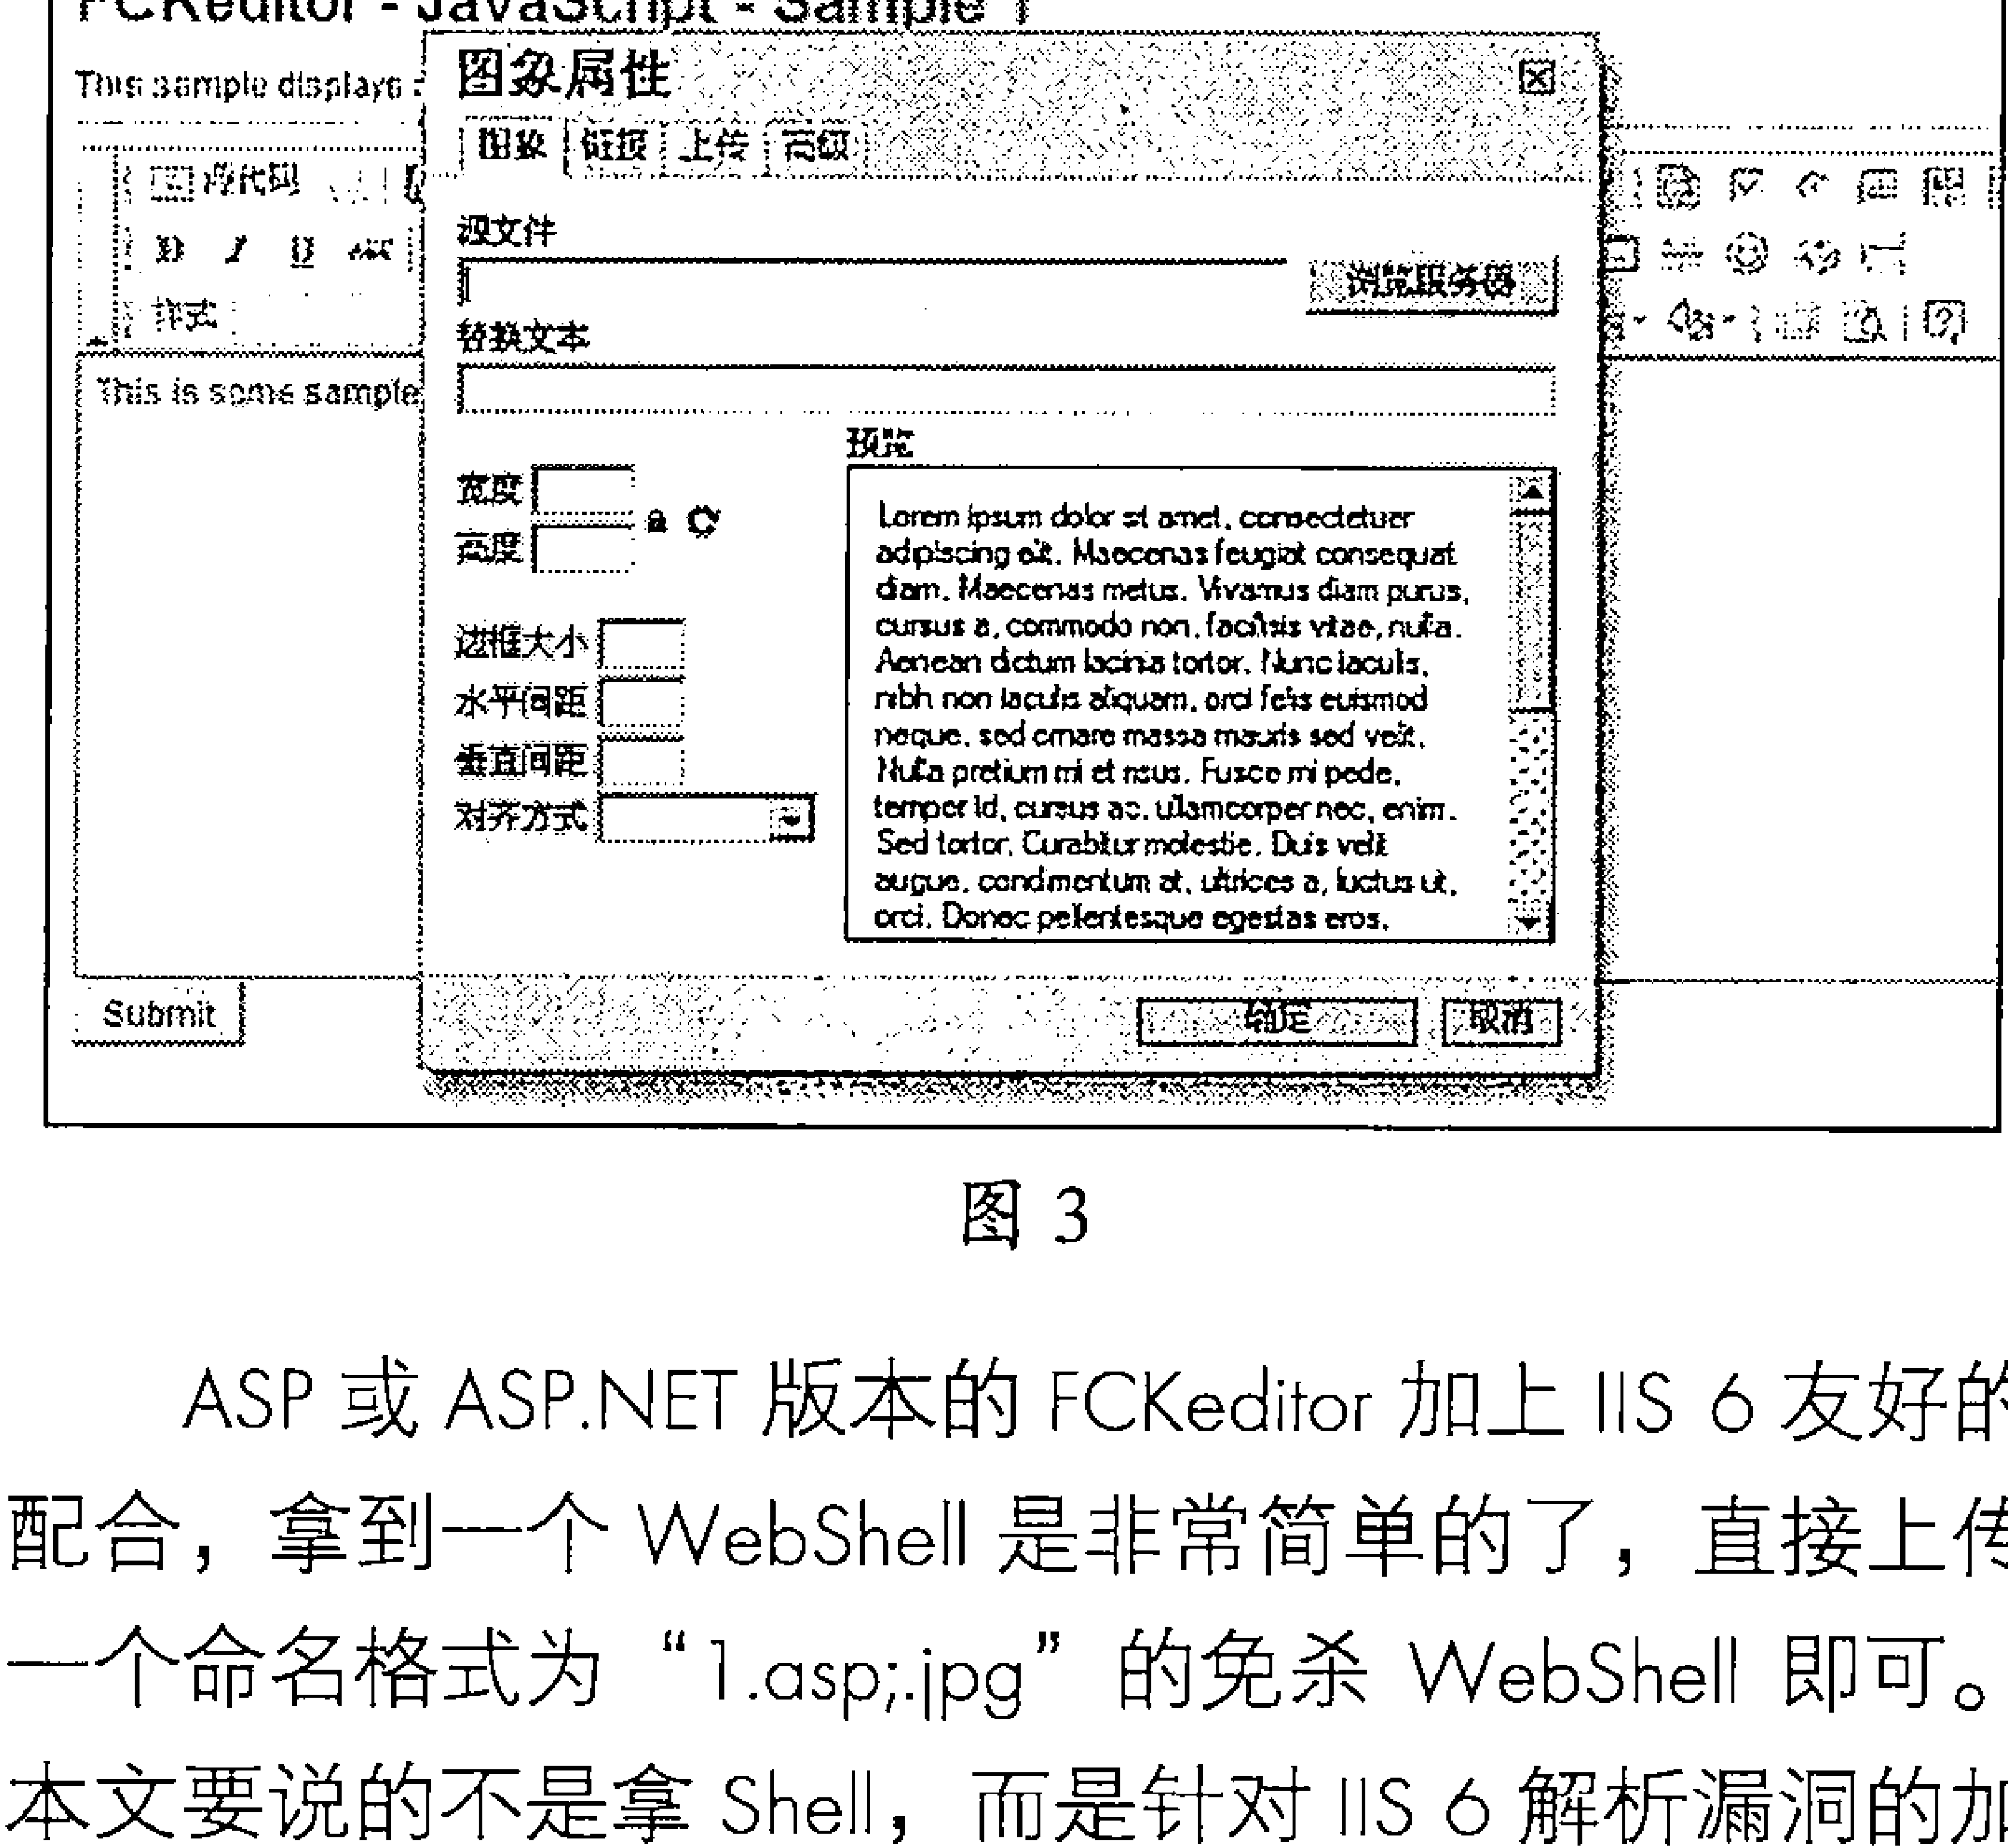 FCKeditor - JavaScript - Sample 1
This sample displays
图象属性
图象 链接 上传 高级
源代码
B I U ABC
样式
源文件
浏览服务器
替换文本
This is some sample
预览
宽度
高度
边框大小
水平间距
垂直间距
对齐方式
Lorem ipsum dolor sit amet, consectetuer
adipiscing elit. Maecenas feugiat consequat
diam. Maecenas metus. Vivamus diam purus,
cursus a, commodo non, facilisis vitae, nulla.
Aenean dictum lacinia tortor. Nunc iaculis,
nibh non iaculis aliquam, orci felis euismod
neque, sed ornare massa mauris sed velit.
Nulla pretium mi et risus. Fusce mi pede,
tempor id, cursus ac, ullamcorper nec, enim.
Sed tortor. Curabitur molestie. Duis velit
augue, condimentum at, ultrices a, luctus ut,
orci. Donec pellentesque egestas eros.
Submit
确定
取消
图 3
ASP 或 ASP.NET 版本的 FCKeditor 加上 IIS 6 友好的
配合，拿到一个 WebShell 是非常简单的了，直接上传
一个命名格式为“1.asp;.jpg”的免杀 WebShell 即可。
本文要说的不是拿 Shell，而是针对 IIS 6 解析漏洞的加